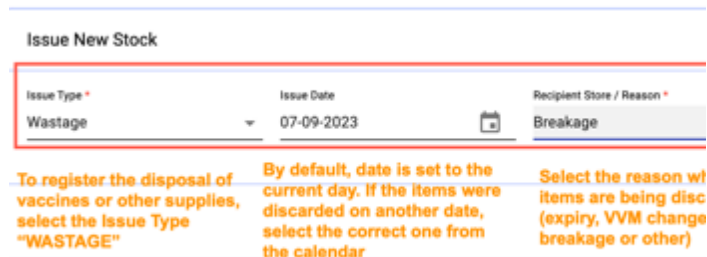 Issue New Stock
Issue Type * Issue Date Recipient Store / Reason *
Wastage 07-09-2023 Breakage
To register the disposal of
vaccines or other supplies,
select the Issue Type
"WASTAGE"
By default, date is set to the
current day. If the items were
discarded on another date,
select the correct one from
the calendar
Select the reason
items are being
(expiry, VVM change
breakage or other)